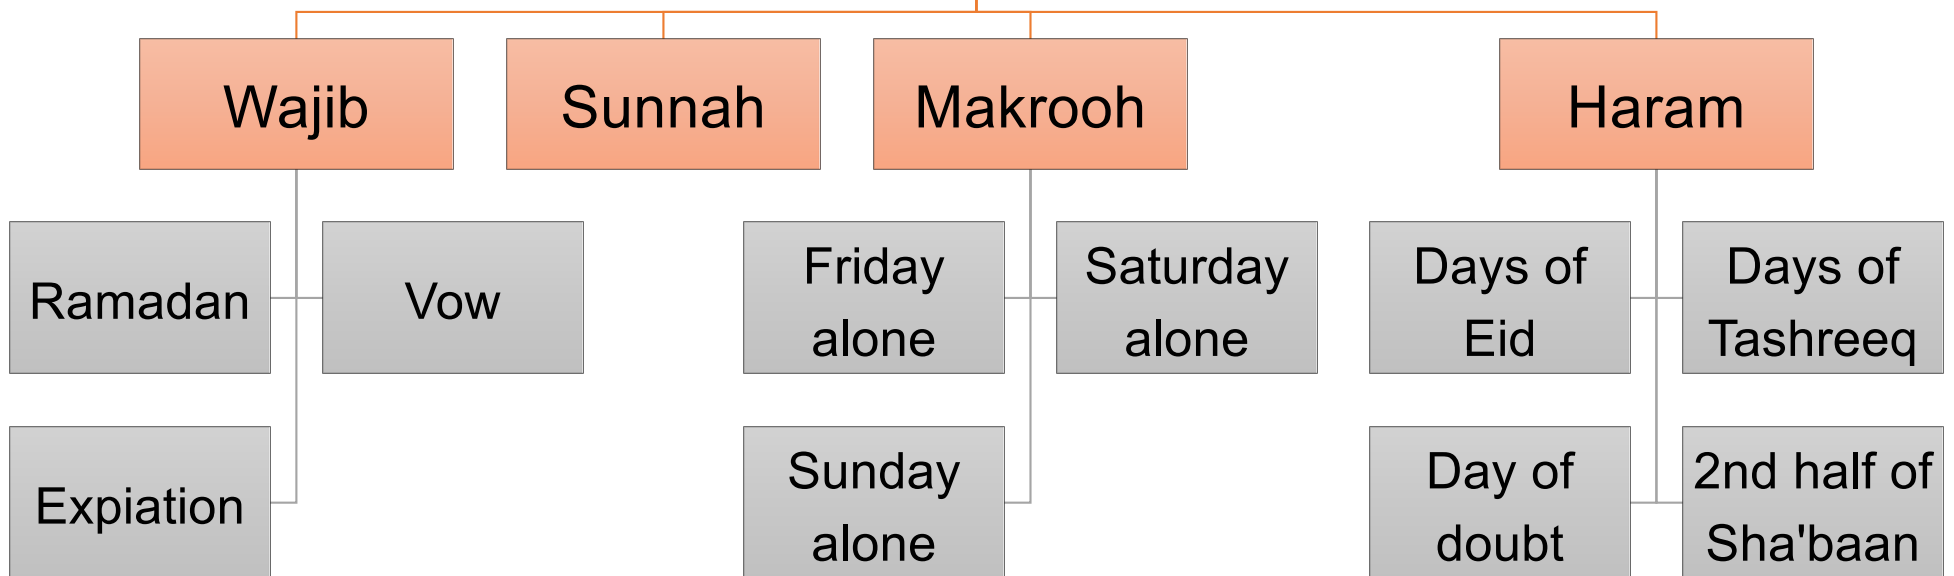 Wajib
Sunnah
Makrooh
Haram
Ramadan
Vow
Friday
alone
Saturday
alone
Days of
Eid
Days of
Tashreeq
Expiation
Sunday
alone
Day of
doubt
2nd half of
Sha'baan